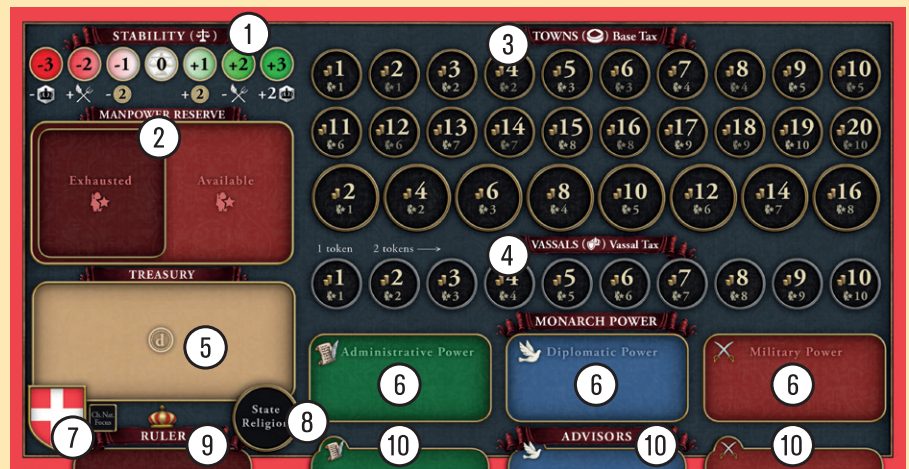 STABILITY ( )
1
-3 -2 -1 0 +1 +2 +3
- + -2 +2 - +2
MANPOWER RESERVE
2
Exhausted
Available
TREASURY
d
5
Ch. Nat.
Focus
State
Religion
8
7
RULER
9
TOWNS ( ) Base Tax
3
1 2 3 4 5 6 7 8 9 10
1 1 2 2 3 3 4 4 5 5
11 12 13 14 15 16 17 18 19 20
6 6 7 7 8 8 9 9 10 10
2 4 6 8 10 12 14 16
1 2 3 4 5 6 7 8
1 token 2 tokens
4
VASSALS ( ) Vassal Tax
1 2 3 4 5 6 7 8 9 10
1 2 3 4 5 6 7 8 9 10
MONARCH POWER
Administrative Power
Diplomatic Power
Military Power
6 6 6
ADVISORS
10 10 10